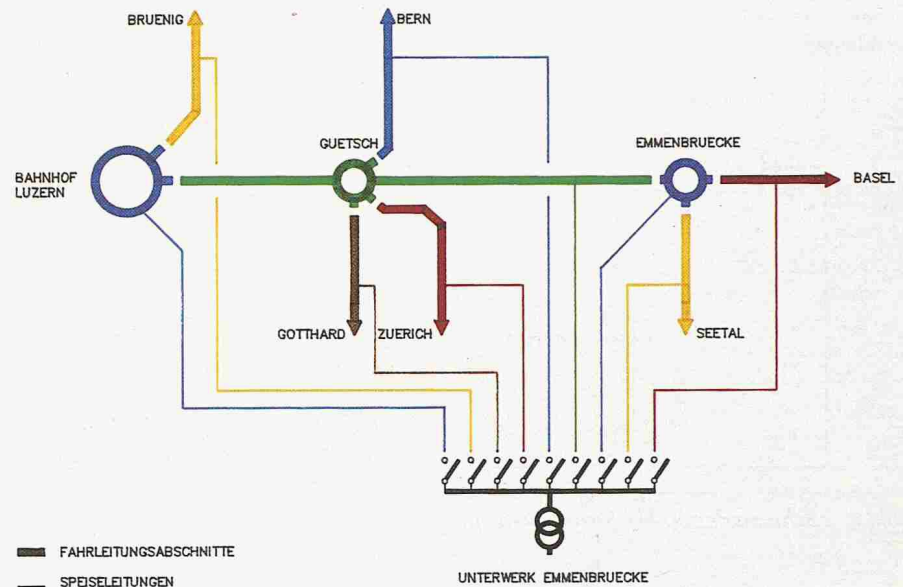 BRUENIG
BERN
GUETSCH
EMMENBRUECKE
BAHNHOF
LUZERN
BASEL
GOTTHARD
ZUERICH
SEETAL
FAHRLEITUNGSABSCHNITTE
SPEISELEITUNGEN
UNTERWERK EMMENBRUECKE